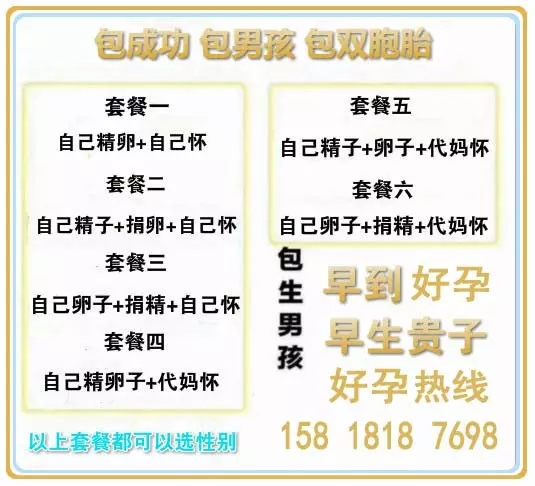 包成功 包男孩 包双胞胎
套餐一
自己精卵+自己怀
套餐二
自己精子+捐卵+自己怀
套餐三
自己卵子+捐精+自己怀
套餐四
自己精卵子+代妈怀
以上套餐都可以选性别
套餐五
自己精子+卵子+代妈怀
套餐六
自己卵子+捐精+代妈怀
包生男孩
早到好孕
早生贵子
好孕热线
158 1818 7698